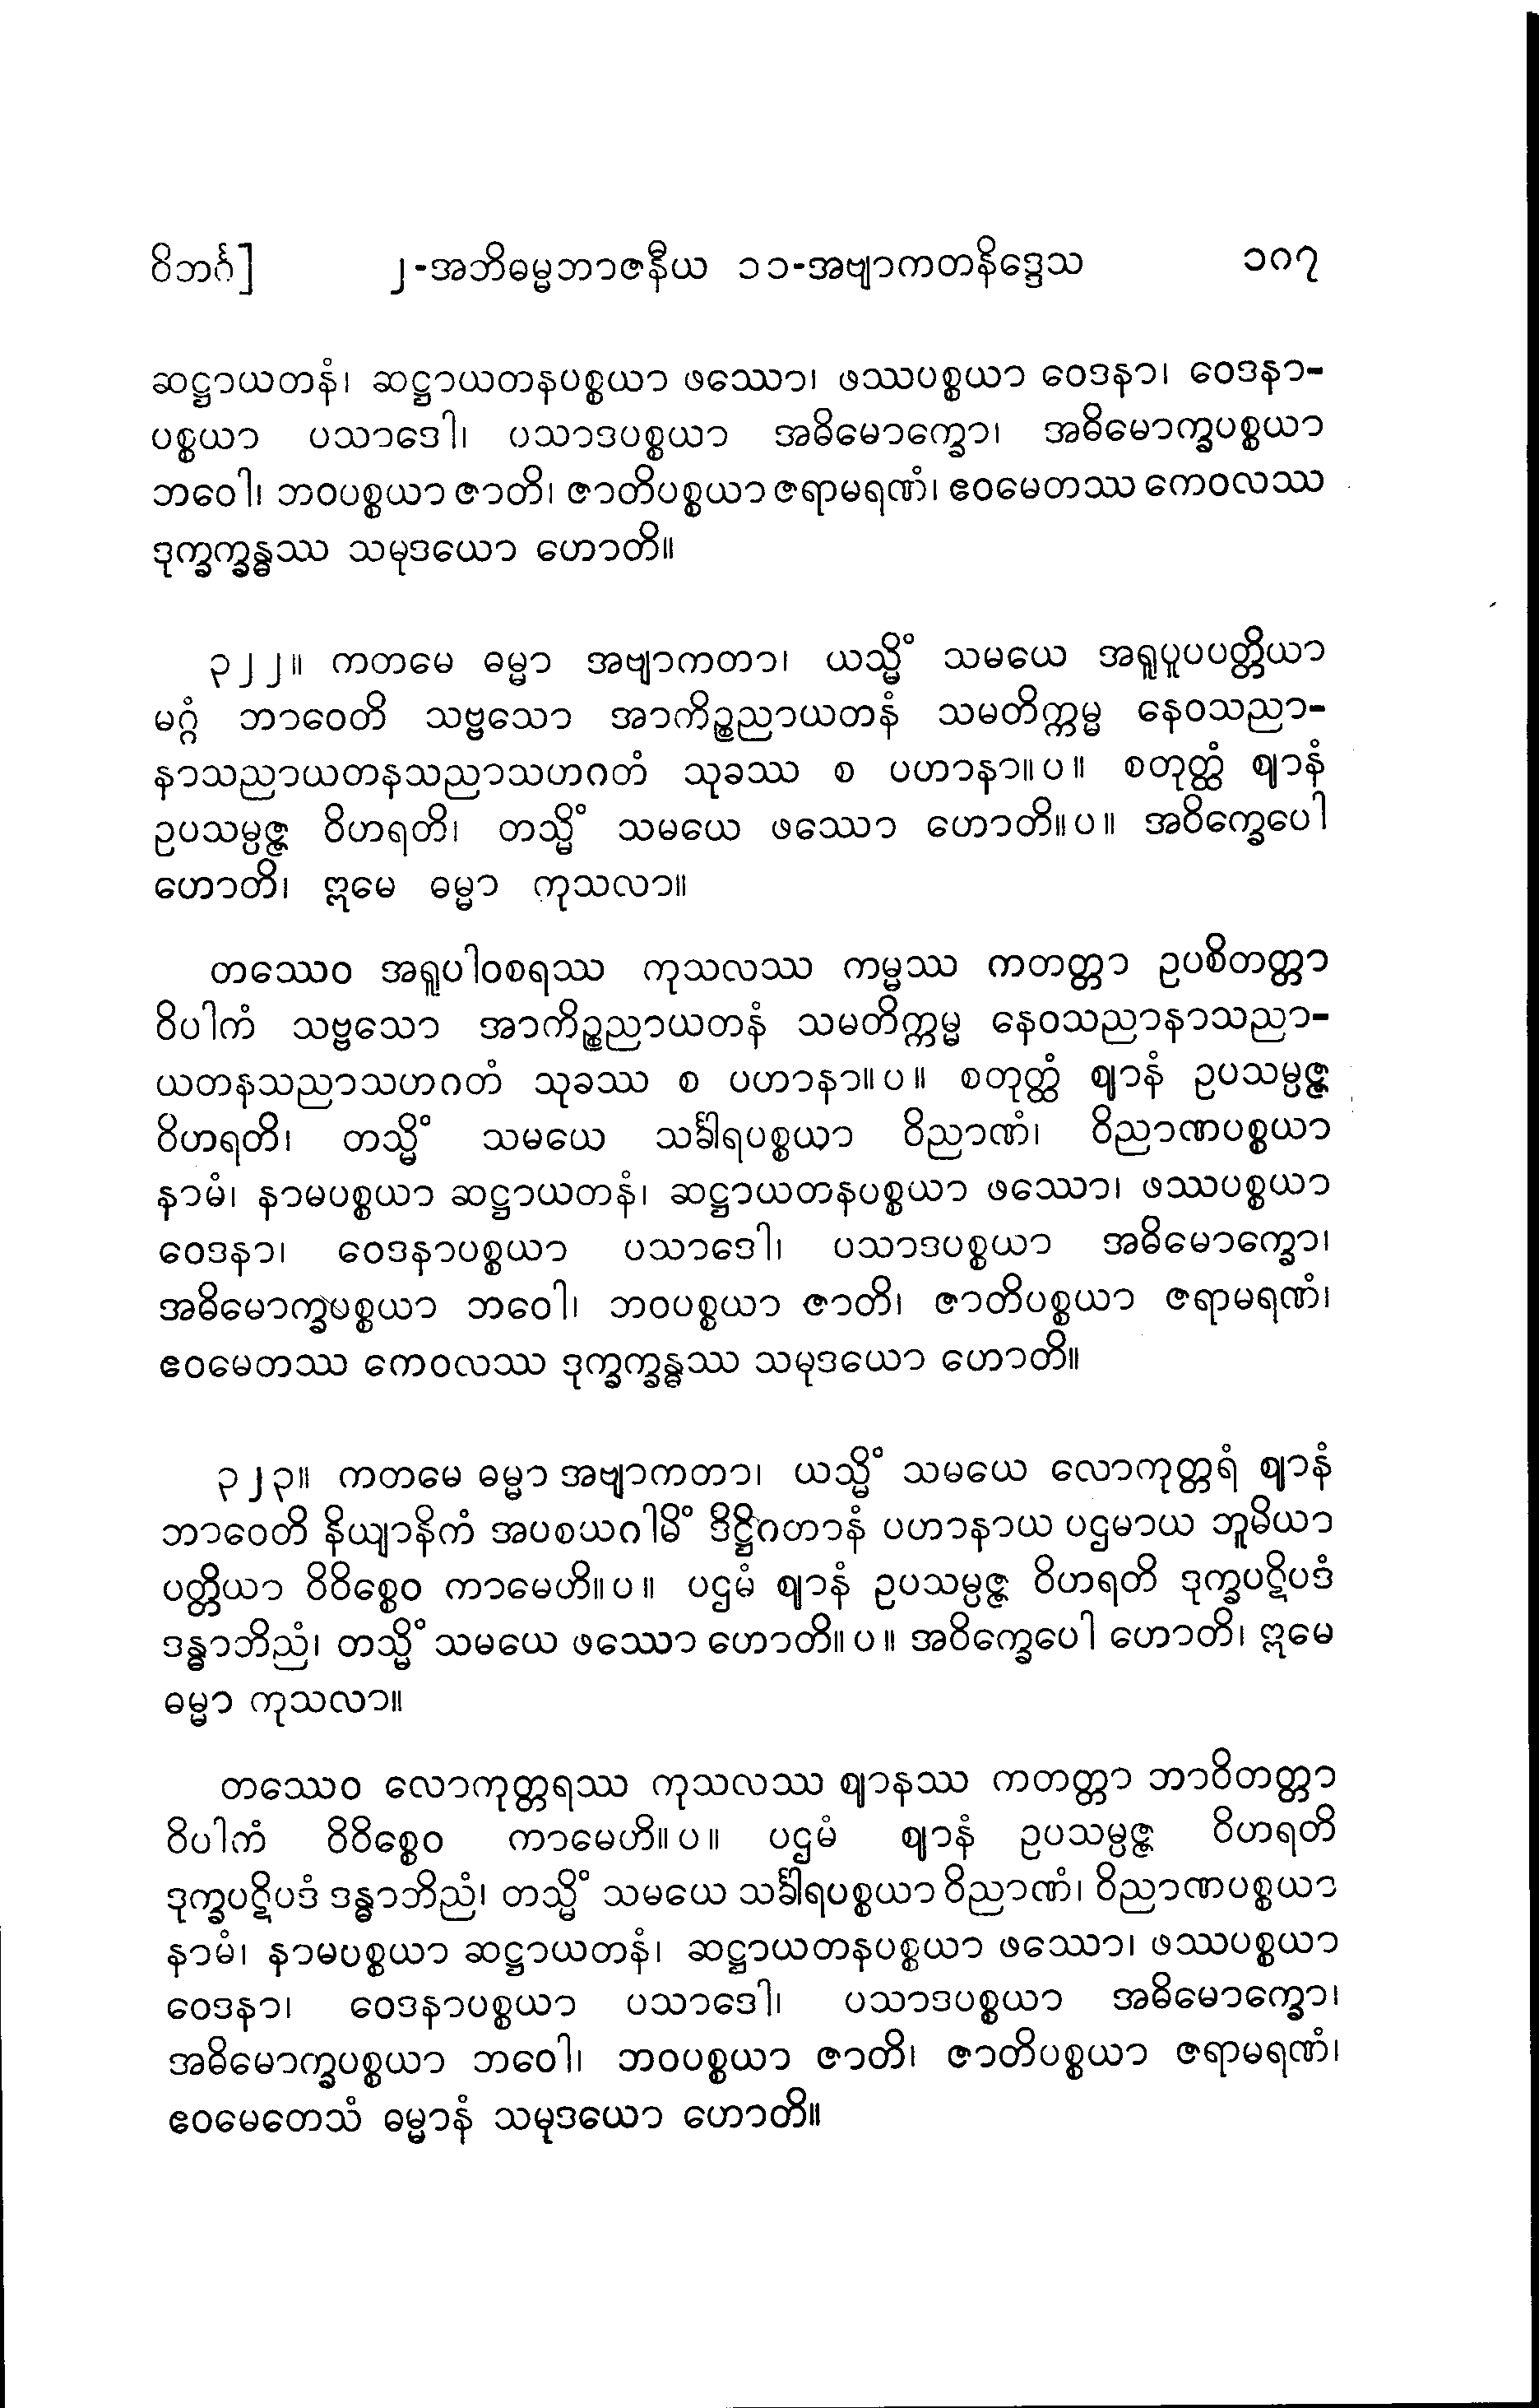 ဝိဘင်္ဂ] ၂-အဘိဓမ္မဘာဇနီယ ၁၁-အဗျာကတနိဒ္ဒေသ ၁၀၇
ဆဋ္ဌာယတနံ၊ ဆဋ္ဌာယတနပစ္စယာ ဖဿော၊ ဖဿပစ္စယာ ဝေဒနာ၊ ဝေဒနာ-
ပစ္စယာ ပသာဒေါ၊ ပသာဒပစ္စယာ အဓိမောက္ခော၊ အဓိမောက္ခပစ္စယာ
ဘဝေါ၊ ဘဝပစ္စယာ ဇာတိ၊ ဇာတိပစ္စယာ ဇရာမရဏံ၊ ဧဝမေတဿ ကေဝလဿ
ဒုက္ခက္ခန္ဓဿ သမုဒယော ဟောတိ။
၃၂၂။ ကတမေ ဓမ္မာ အဗျာကတာ၊ ယသ္မိံ သမယေ အရူပူပပတ္တိယာ
မဂ္ဂံ ဘာဝေတိ သဗ္ဗသော အာကိဉ္စညာယတနံ သမတိက္ကမ္မ နေဝသညာ-
နာသညာယတနသညာသဟဂတံ သုခဿ စ ပဟာနာ။ပ။ စတုတ္ထံ ဈာနံ
ဥပသမ္ပဇ္ဇ ဝိဟရတိ၊ တသ္မိံ သမယေ ဖဿော ဟောတိ။ပ။ အဝိက္ခေပေါ
ဟောတိ၊ ဣမေ ဓမ္မာ ကုသလာ။
တဿေဝ အရူပါဝစရဿ ကုသလဿ ကမ္မဿ ကတတ္တာ ဥပစိတတ္တာ
ဝိပါကံ သဗ္ဗသော အာကိဉ္စညာယတနံ သမတိက္ကမ္မ နေဝသညာနာသညာ-
ယတနသညာသဟဂတံ သုခဿ စ ပဟာနာ။ပ။ စတုတ္ထံ ဈာနံ ဥပသမ္ပဇ္ဇ
ဝိဟရတိ၊ တသ္မိံ သမယေ သင်္ခါရပစ္စယာ ဝိညာဏံ၊ ဝိညာဏပစ္စယာ
နာမံ၊ နာမပစ္စယာ ဆဋ္ဌာယတနံ၊ ဆဋ္ဌာယတနပစ္စယာ ဖဿော၊ ဖဿပစ္စယာ
ဝေဒနာ၊ ဝေဒနာပစ္စယာ ပသာဒေါ၊ ပသာဒပစ္စယာ အဓိမောက္ခော၊
အဓိမောက္ခပစ္စယာ ဘဝေါ၊ ဘဝပစ္စယာ ဇာတိ၊ ဇာတိပစ္စယာ ဇရာမရဏံ၊
ဧဝမေတဿ ကေဝလဿ ဒုက္ခက္ခန္ဓဿ သမုဒယော ဟောတိ။
၃၂၃။ ကတမေ ဓမ္မာ အဗျာကတာ၊ ယသ္မိံ သမယေ လောကုတ္တရံ ဈာနံ
ဘာဝေတိ နိယျာနိကံ အပစယဂါမိံ ဒိဋ္ဌိဂတာနံ ပဟာနာယ ပဌမာယ ဘူမိယာ
ပတ္တိယာ ဝိဝိစ္စေဝ ကာမေဟိ။ပ။ ပဌမံ ဈာနံ ဥပသမ္ပဇ္ဇ ဝိဟရတိ ဒုက္ခပဋိပဒံ
ဒန္ဓာဘိညံ၊ တသ္မိံ သမယေ ဖဿော ဟောတိ။ပ။ အဝိက္ခေပေါ ဟောတိ၊ ဣမေ
ဓမ္မာ ကုသလာ။
တဿေဝ လောကုတ္တရဿ ကုသလဿ ဈာနဿ ကတတ္တာ ဘာဝိတတ္တာ
ဝိပါကံ ဝိဝိစ္စေဝ ကာမေဟိ။ပ။ ပဌမံ ဈာနံ ဥပသမ္ပဇ္ဇ ဝိဟရတိ
ဒုက္ခပဋိပဒံ ဒန္ဓာဘိညံ၊ တသ္မိံ သမယေ သင်္ခါရပစ္စယာ ဝိညာဏံ၊ ဝိညာဏပစ္စယာ
နာမံ၊ နာမပစ္စယာ ဆဋ္ဌာယတနံ၊ ဆဋ္ဌာယတနပစ္စယာ ဖဿော၊ ဖဿပစ္စယာ
ဝေဒနာ၊ ဝေဒနာပစ္စယာ ပသာဒေါ၊ ပသာဒပစ္စယာ အဓိမောက္ခော၊
အဓိမောက္ခပစ္စယာ ဘဝေါ၊ ဘဝပစ္စယာ ဇာတိ၊ ဇာတိပစ္စယာ ဇရာမရဏံ၊
ဧဝမေတေသံ ဓမ္မာနံ သမုဒယော ဟောတိ။